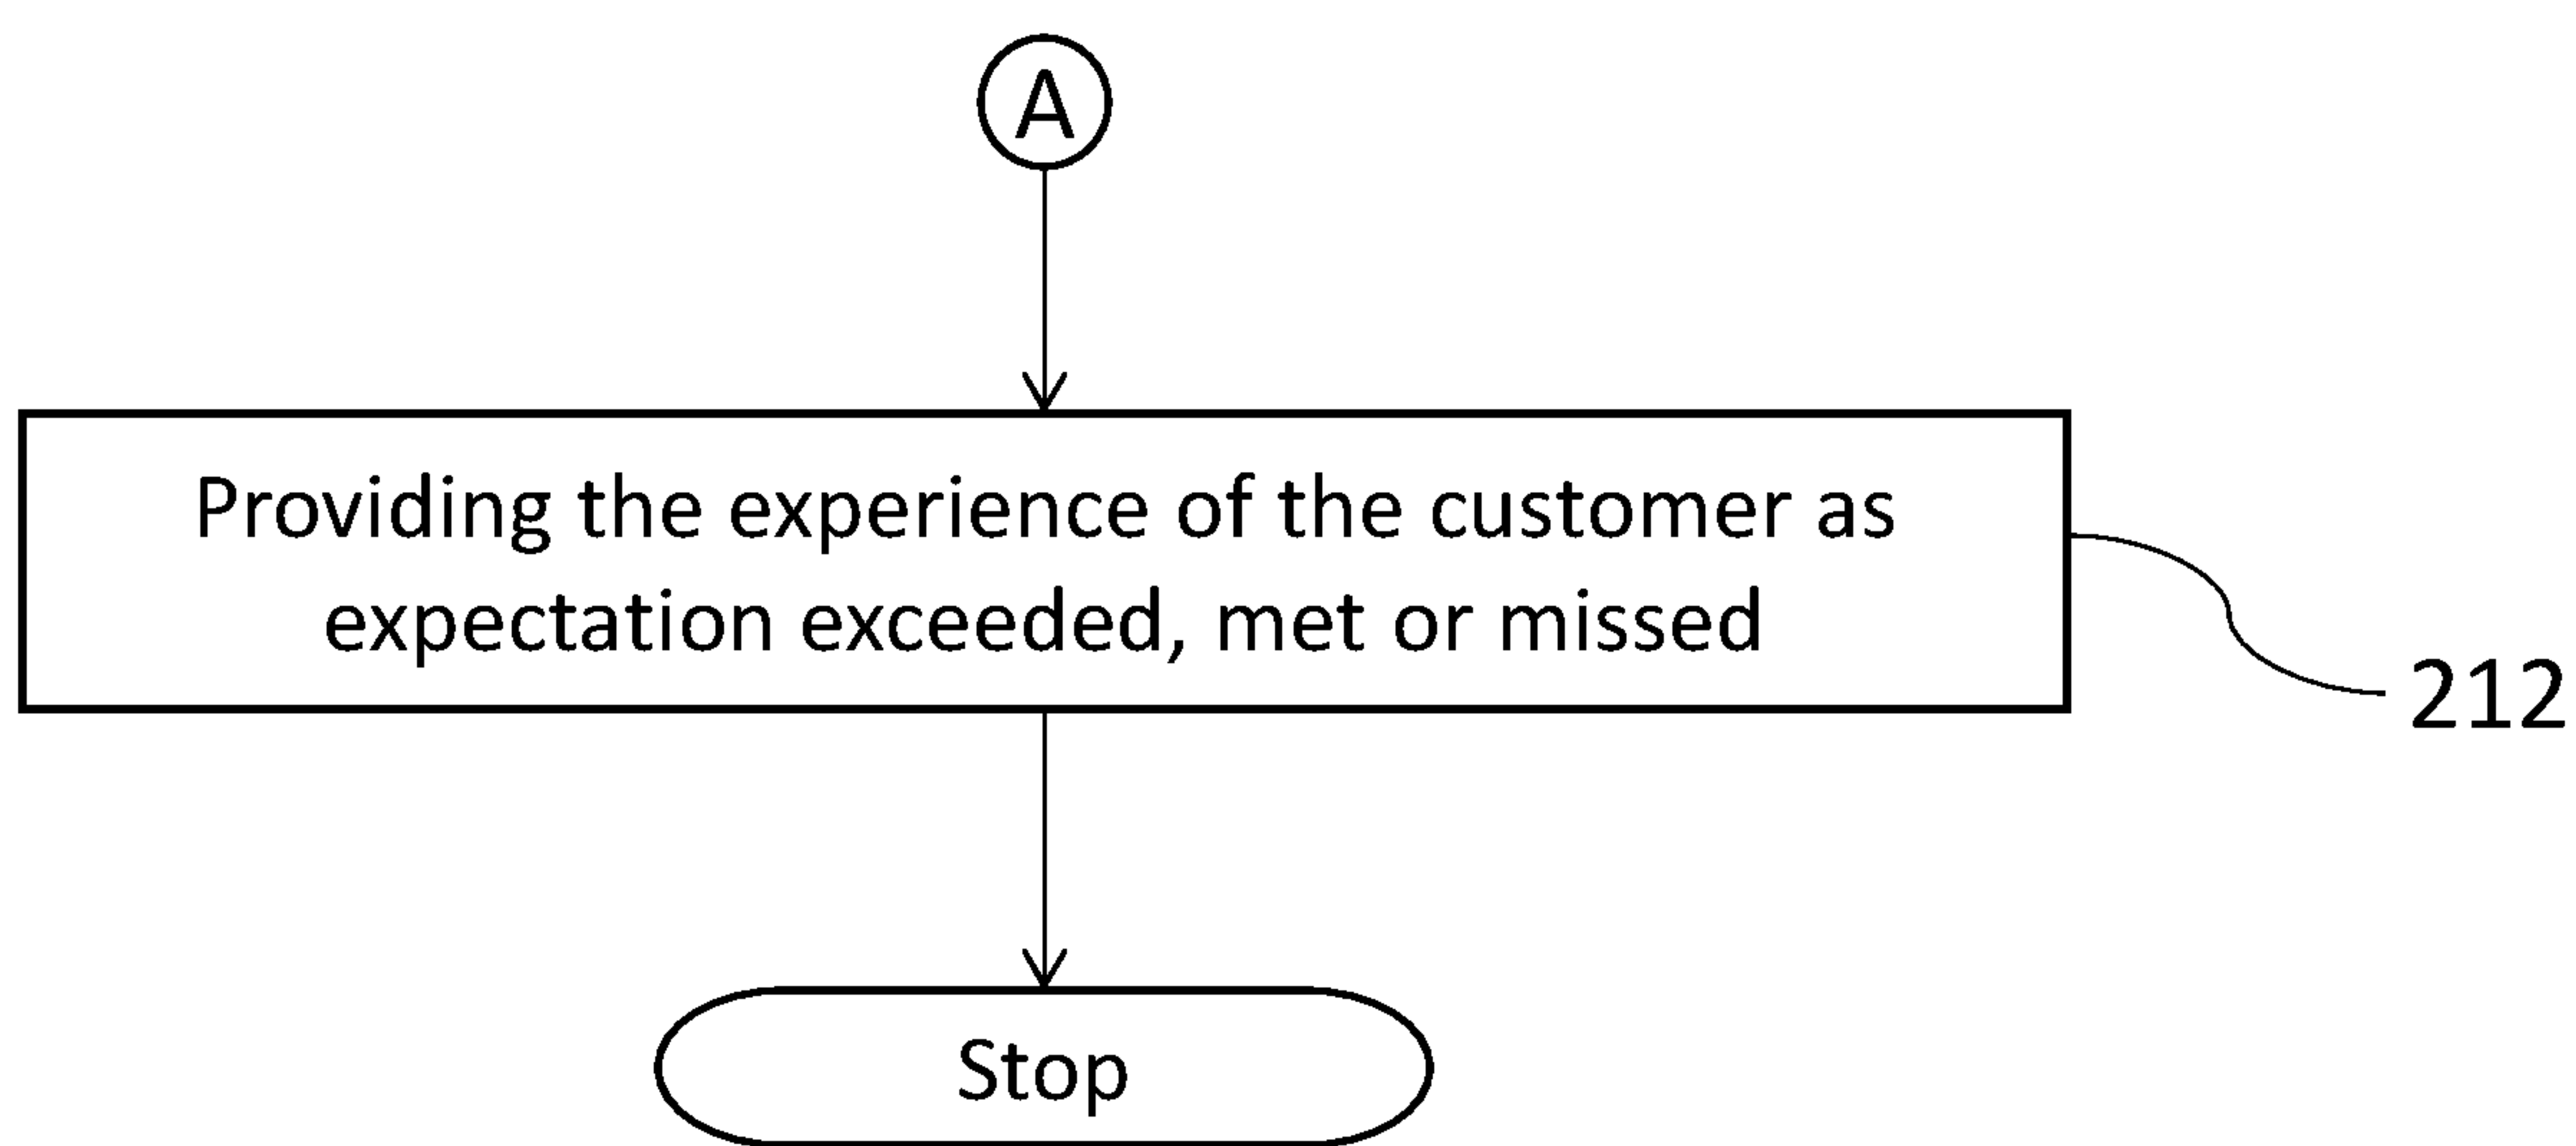 A
Providing the experience of the customer as
expectation exceeded, met or missed
212
Stop